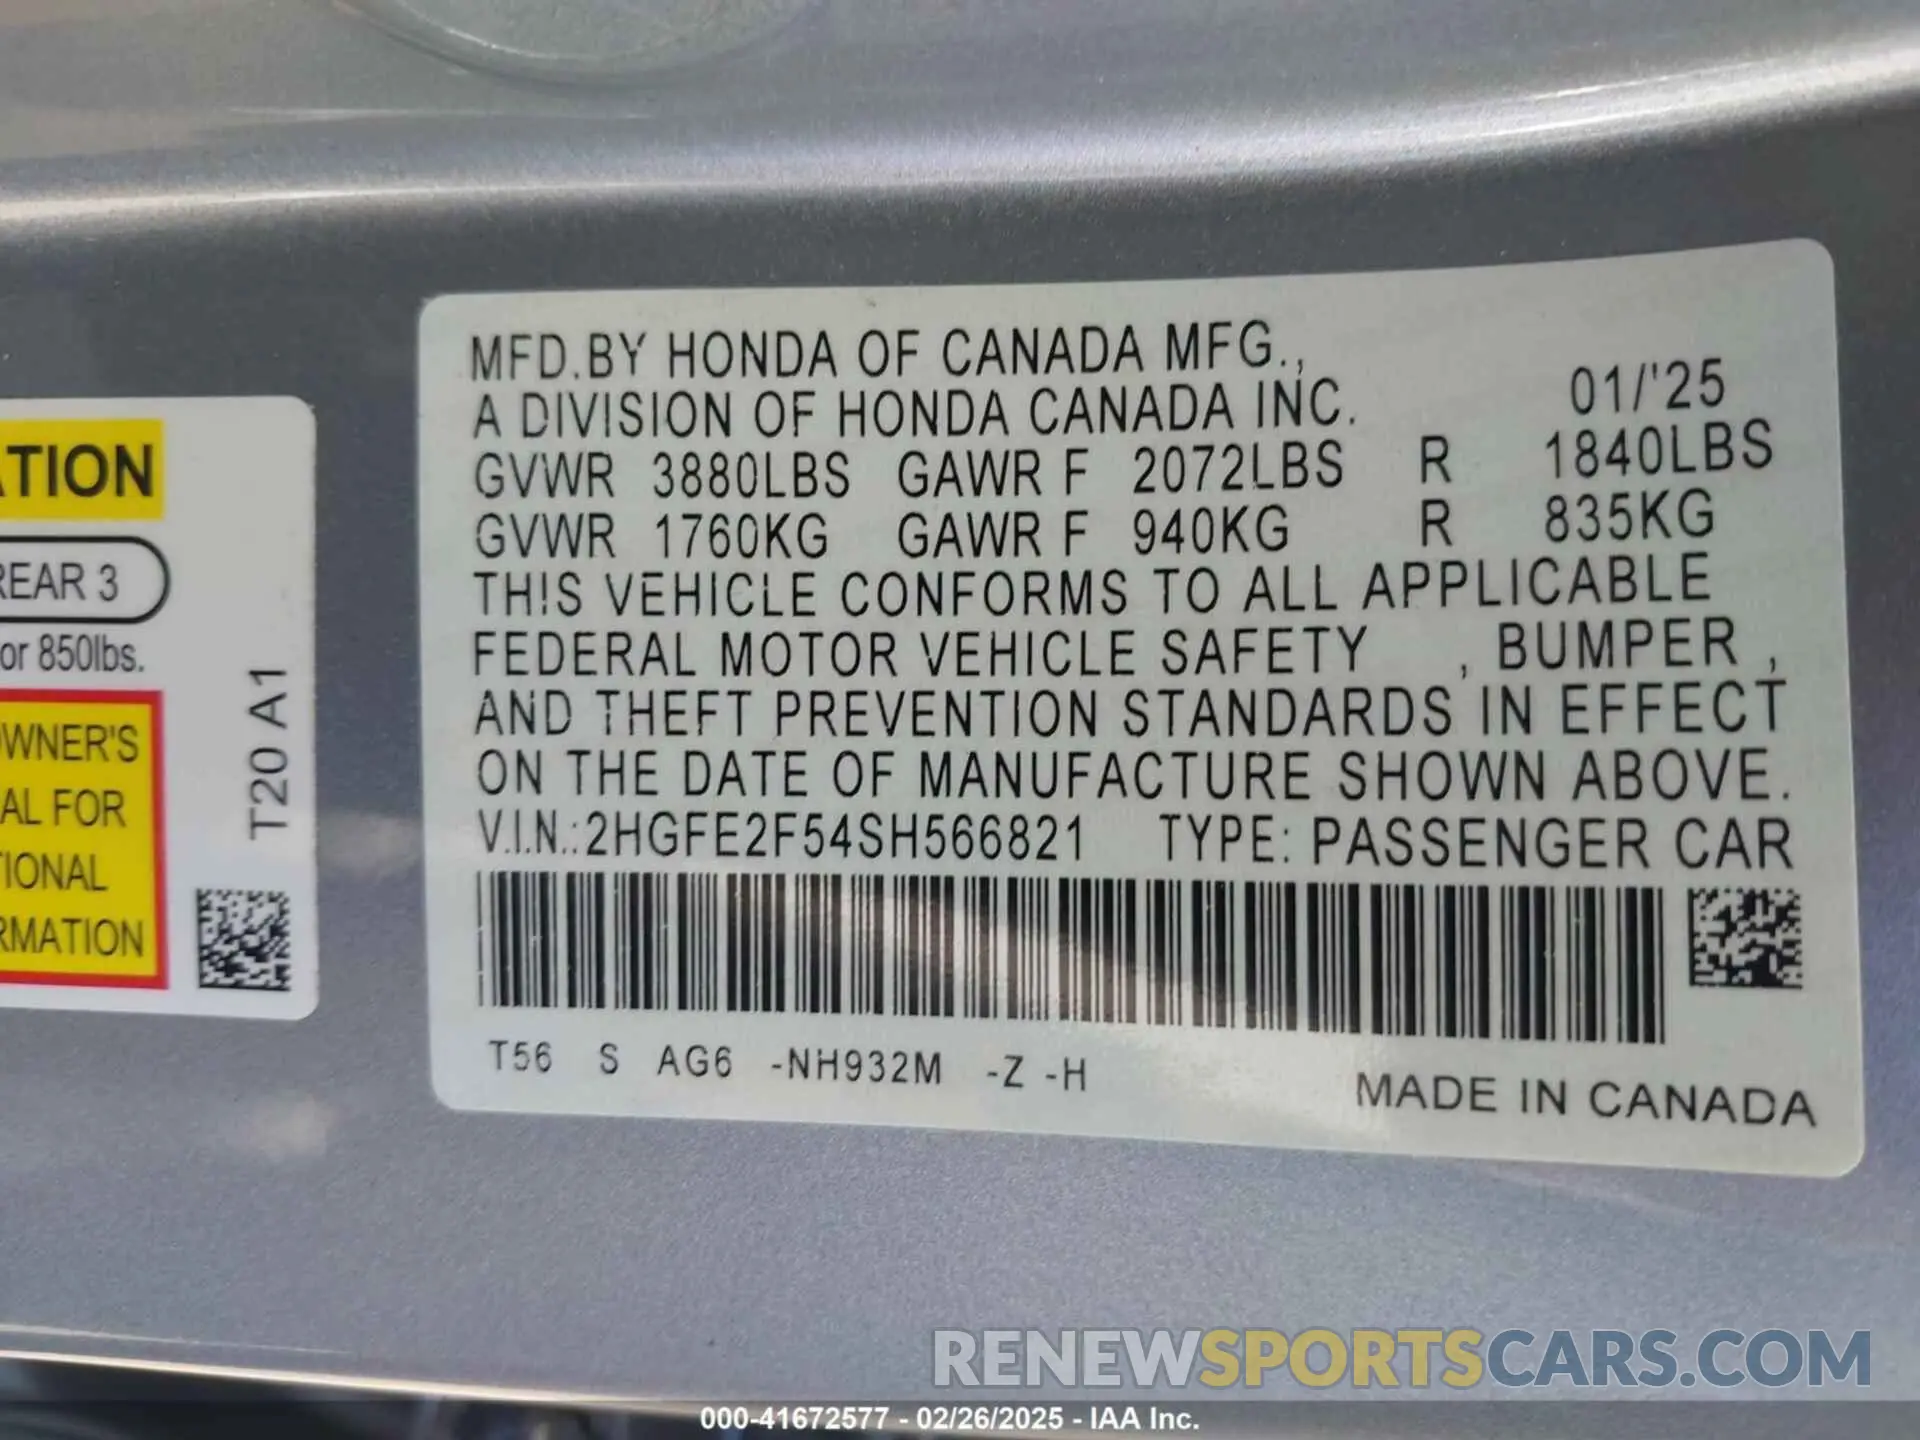 ATION
REAR 3
or 850lbs.
OWNER'S
AL FOR
TIONAL
RMATION
T20 A1
MFD.BY HONDA OF CANADA MFG.,
A DIVISION OF HONDA CANADA INC. 01/'25
GVWR 3880LBS GAWR F 2072LBS R 1840LBS
GVWR 1760KG GAWR F 940KG R 835KG
THIS VEHICLE CONFORMS TO ALL APPLICABLE
FEDERAL MOTOR VEHICLE SAFETY , BUMPER ,
AND THEFT PREVENTION STANDARDS IN EFFECT
ON THE DATE OF MANUFACTURE SHOWN ABOVE.
V.I.N.:2HGFE2F54SH566821 TYPE: PASSENGER CAR
T56 S AG6 -NH932M -Z -H
MADE IN CANADA
RENEWSPORTSCARS.COM
000-41672577 - 02/26/2025 - IAA Inc.